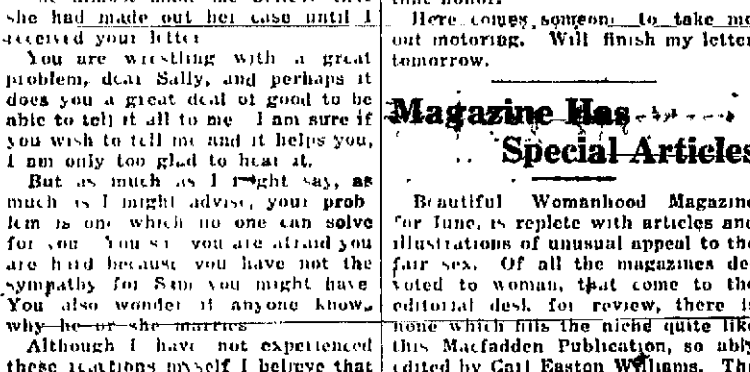 she had made out her case until I
received your letter
You are wrestling with a great
problem, dear Sally, and perhaps it
does you a great deal of good to be
able to tell it all to me I am sure if
you wish to tell me and it helps you,
I am only too glad to hear it.
But as much as I might say, as
much as I might advise, your prob
lem is one which no one can solve
for you You say you are afraid you
are hard because you have not the
sympathy for Sam you might have
You also wonder if anyone knows
why he or she marries
Although I have not experienced
these reactions myself I believe that
Here comes someone to take me
out motoring. Will finish my letter
tomorrow.
Magazine Has
Special Articles
Beautiful Womanhood Magazine
for June, is replete with articles and
illustrations of unusual appeal to the
fair sex. Of all the magazines de
voted to woman, that come to the
editorial desk for review, there is
none which fills the niche quite like
this Macfadden Publication, so ably
edited by Carl Easton Williams. The